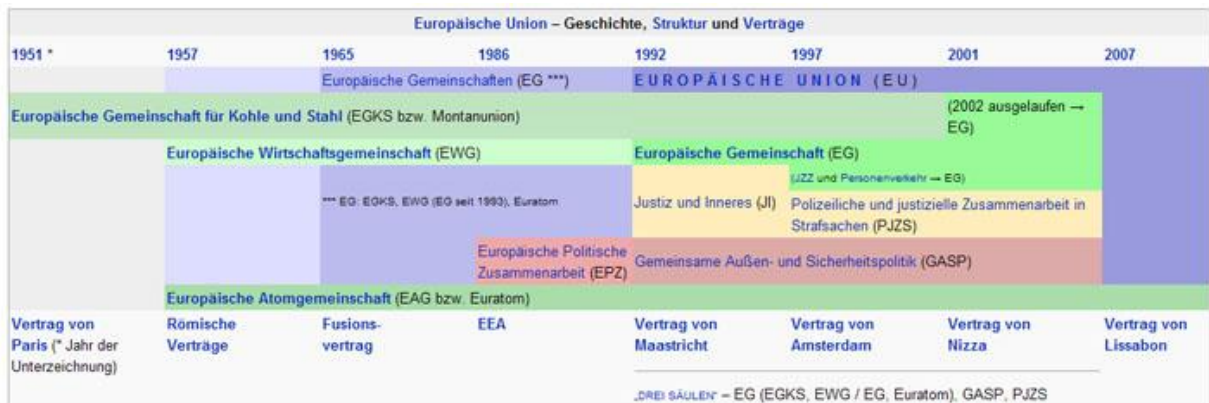 Europäische Union – Geschichte, Struktur und Verträge
1951 * 1957 1965 1986 1992 1997 2001 2007
Europäische Gemeinschaften (EG ***) EUROPÄISCHE UNION (EU)
Europäische Gemeinschaft für Kohle und Stahl (EGKS bzw. Montanunion)
(2002 ausgelaufen →
EG)
Europäische Wirtschaftsgemeinschaft (EWG) Europäische Gemeinschaft (EG)
(JZZ und Personenverkehr → EG)
*** EG: EGKS, EWG (EG seit 1993), Euratom
Justiz und Inneres (JI)
Polizeiliche und justizielle Zusammenarbeit in
Strafsachen (PJZS)
Europäische Politische
Zusammenarbeit (EPZ)
Gemeinsame Außen- und Sicherheitspolitik (GASP)
Europäische Atomgemeinschaft (EAG bzw. Euratom)
Vertrag von
Paris (* Jahr der
Unterzeichnung)
Römische
Verträge
Fusions-
vertrag
EEA
Vertrag von
Maastricht
Vertrag von
Amsterdam
Vertrag von
Nizza
Vertrag von
Lissabon
„DREI SÄULEN“ – EG (EGKS, EWG / EG, Euratom), GASP, PJZS